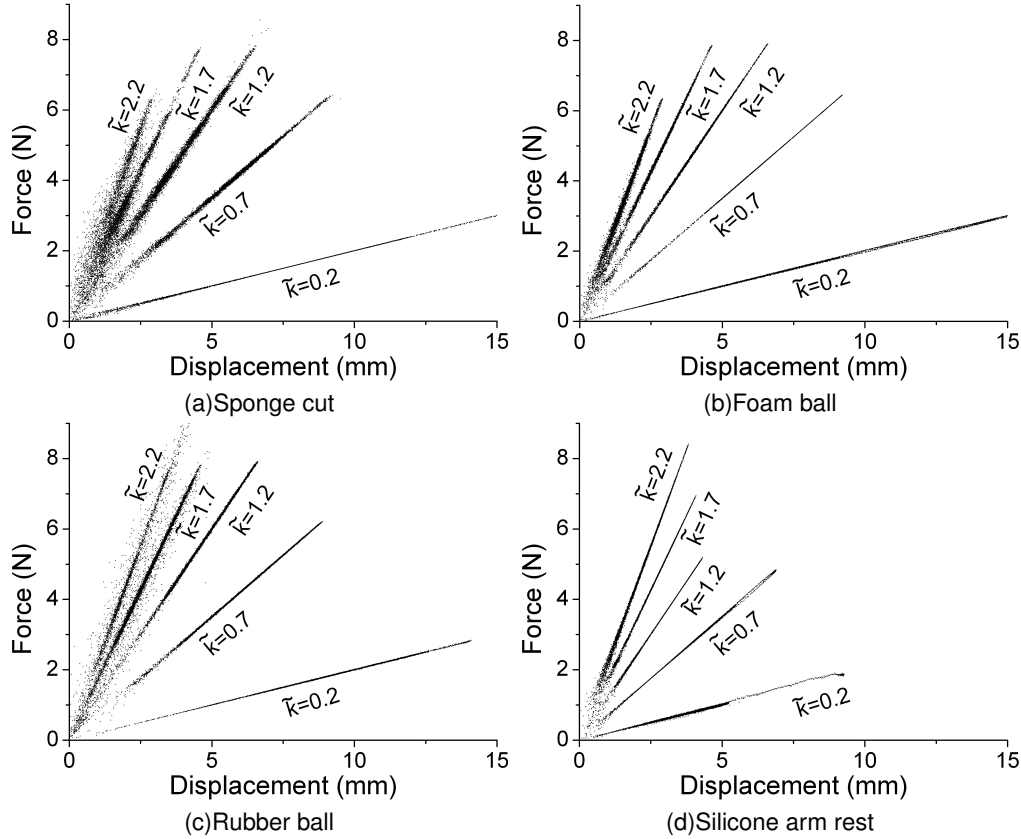 8
6
4
2
0
Force (N)
k̃=2.2
k̃=1.7
k̃=1.2
k̃=0.7
k̃=0.2
0 5 10 15
Displacement (mm)
(a)Sponge cut
8
6
4
2
0
Force (N)
k̃=2.2
k̃=1.7
k̃=1.2
k̃=0.7
k̃=0.2
0 5 10 15
Displacement (mm)
(b)Foam ball
8
6
4
2
0
Force (N)
k̃=2.2
k̃=1.7
k̃=1.2
k̃=0.7
k̃=0.2
0 5 10 15
Displacement (mm)
(c)Rubber ball
8
6
4
2
0
Force (N)
k̃=2.2
k̃=1.7
k̃=1.2
k̃=0.7
k̃=0.2
0 5 10 15
Displacement (mm)
(d)Silicone arm rest